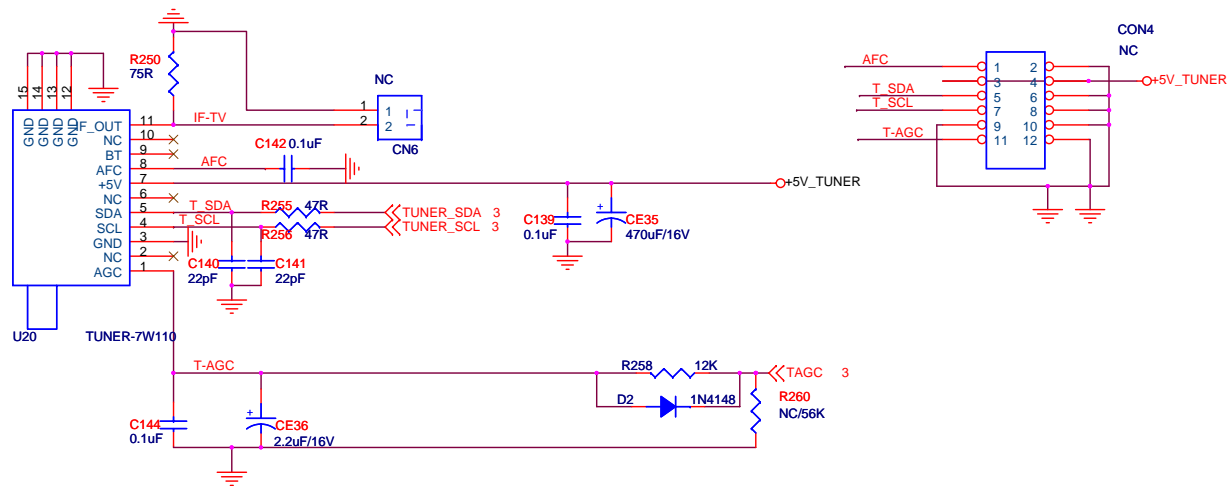 CON4
NC
R250
75R
NC
1
2
1
2
CN6
15
14
13
12
GND
GND
GND
GND
IF_OUT
11
IF-TV
NC
10
BT
9
AFC
8
AFC
C142
0.1uF
+5V
7
+5V_TUNER
NC
6
SDA
5
T_SDA
R255
47R
TUNER_SDA 3
SCL
4
T_SCL
R256
47R
TUNER_SCL 3
GND
3
NC
2
AGC
1
C140
22pF
C141
22pF
C139
0.1uF
+
CE35
470uF/16V
U20
TUNER-7W110
AFC
1
2
3
4
+5V_TUNER
T_SDA
5
6
T_SCL
7
8
9
10
T-AGC
11
12
T-AGC
R258
12K
TAGC 3
D2
1N4148
R260
NC/56K
C144
0.1uF
+
CE36
2.2uF/16V